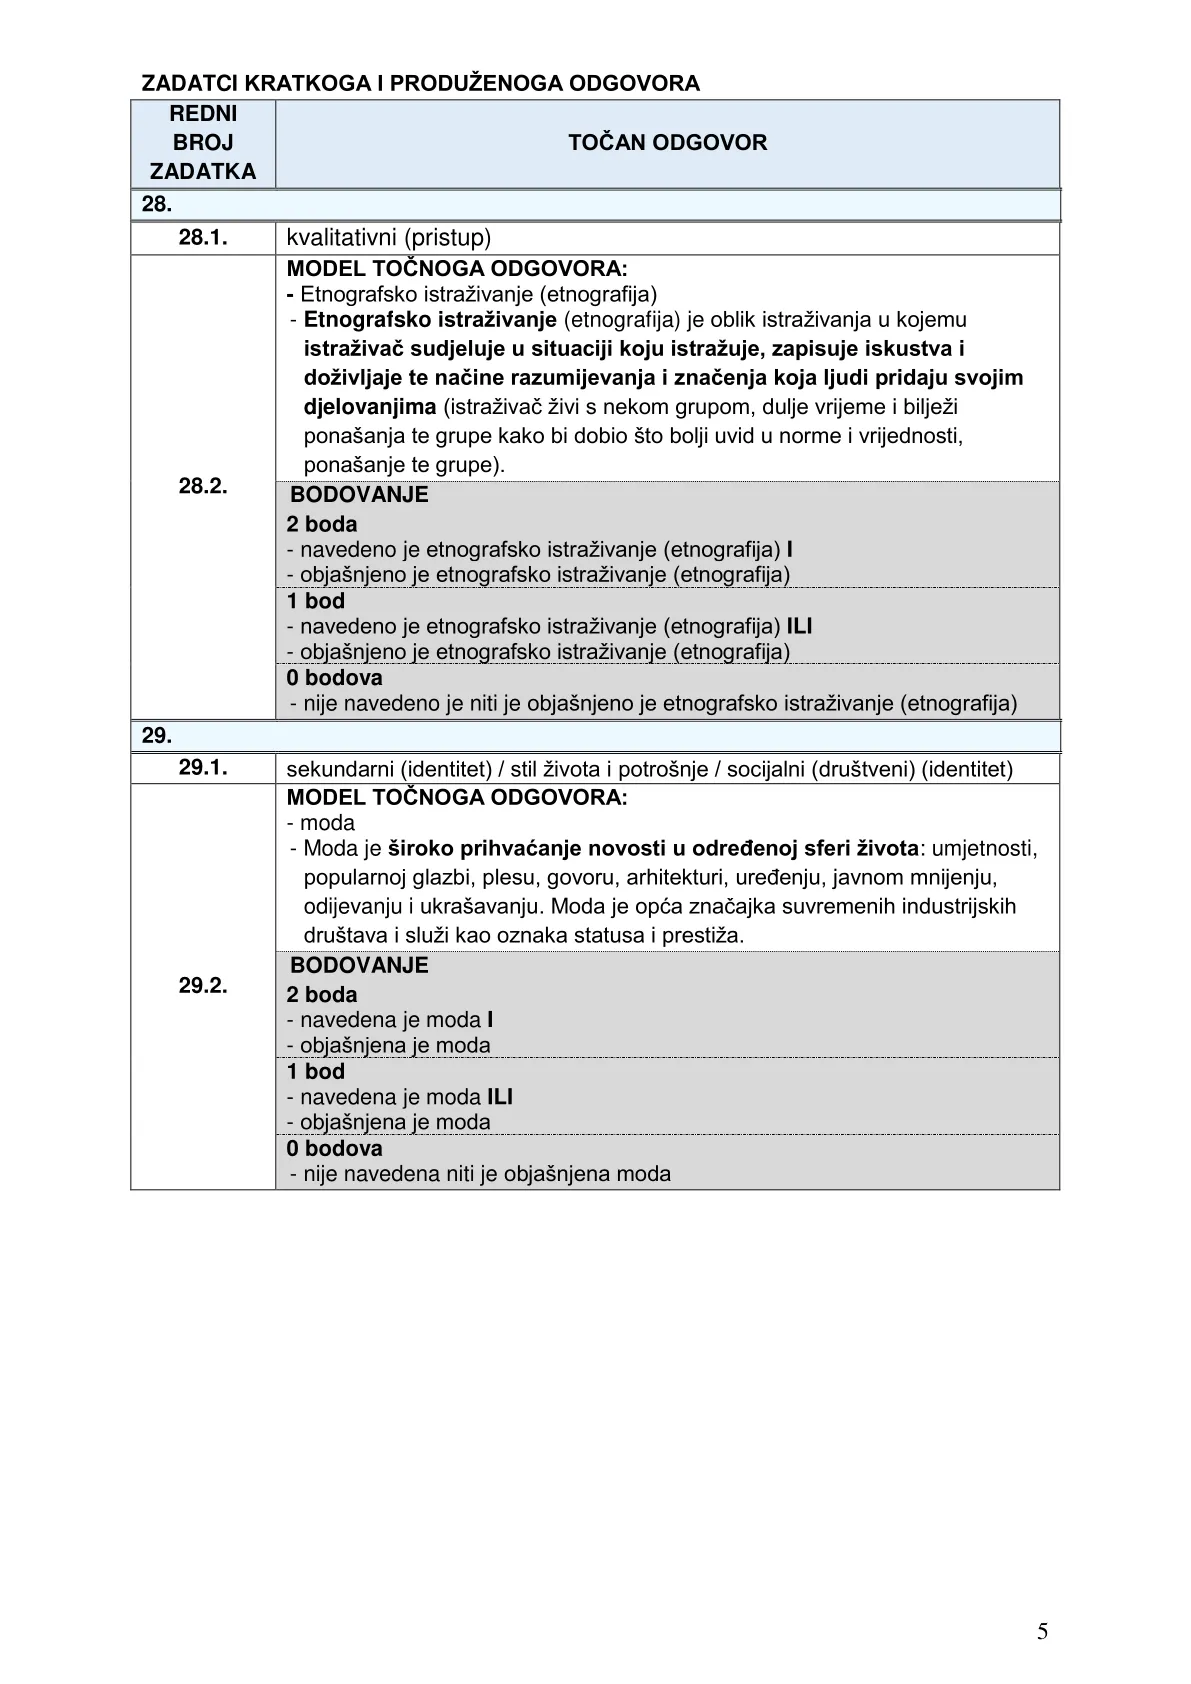 ZADATCI KRATKOGA I PRODUŽENOGA ODGOVORA
REDNI
BROJ
ZADATKA
TOČAN ODGOVOR
28.
28.1.
kvalitativni (pristup)
28.2.
MODEL TOČNOGA ODGOVORA:
- Etnografsko istraživanje (etnografija)
- Etnografsko istraživanje (etnografija) je oblik istraživanja u kojemu
istraživač sudjeluje u situaciji koju istražuje, zapisuje iskustva i
doživljaje te načine razumijevanja i značenja koja ljudi pridaju svojim
djelovanjima (istraživač živi s nekom grupom, dulje vrijeme i bilježi
ponašanja te grupe kako bi dobio što bolji uvid u norme i vrijednosti,
ponašanje te grupe).
BODOVANJE
2 boda
- navedeno je etnografsko istraživanje (etnografija) I
- objašnjeno je etnografsko istraživanje (etnografija)
1 bod
- navedeno je etnografsko istraživanje (etnografija) ILI
- objašnjeno je etnografsko istraživanje (etnografija)
0 bodova
- nije navedeno je niti je objašnjeno je etnografsko istraživanje (etnografija)
29.
29.1.
sekundarni (identitet) / stil života i potrošnje / socijalni (društveni) (identitet)
29.2.
MODEL TOČNOGA ODGOVORA:
- moda
- Moda je široko prihvaćanje novosti u određenoj sferi života: umjetnosti,
popularnoj glazbi, plesu, govoru, arhitekturi, uređenju, javnom mnijenju,
odijevanju i ukrašavanju. Moda je opća značajka suvremenih industrijskih
društava i služi kao oznaka statusa i prestiža.
BODOVANJE
2 boda
- navedena je moda I
- objašnjena je moda
1 bod
- navedena je moda ILI
- objašnjena je moda
0 bodova
- nije navedena niti je objašnjena moda
5